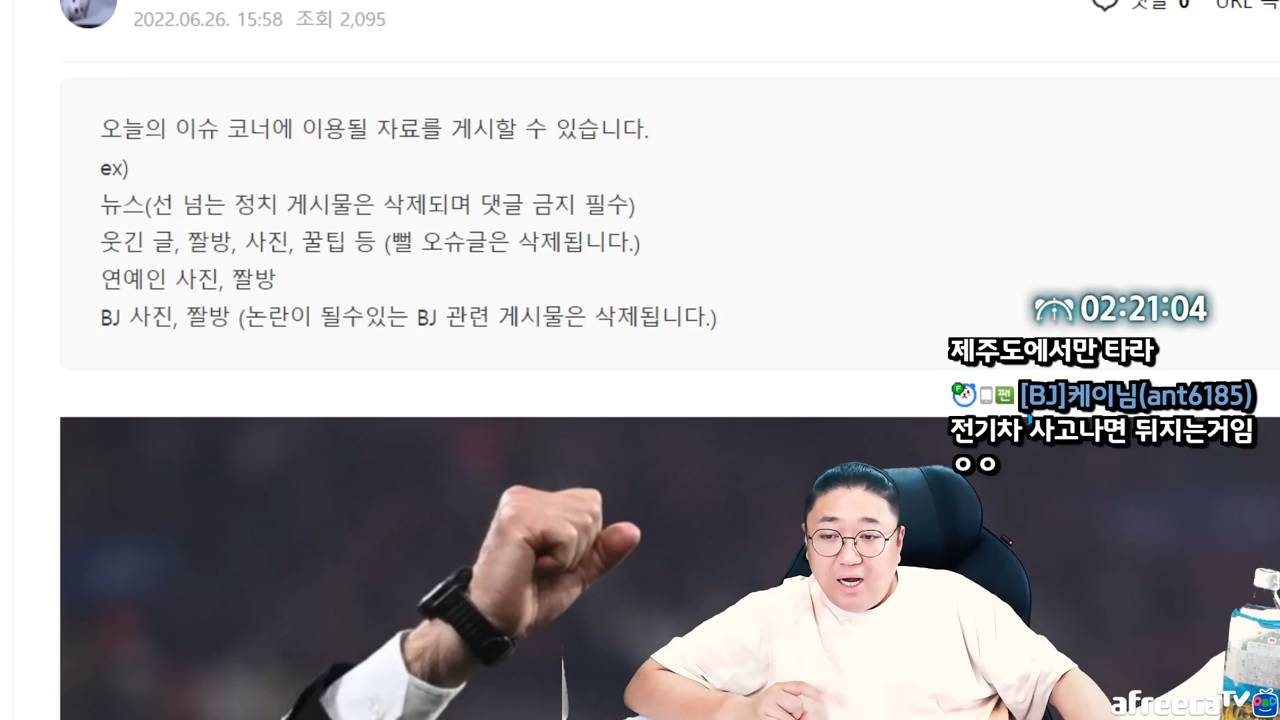 2022.06.26. 15:58 조회 2,095
댓글 0 URL
오늘의 이슈 코너에 이용될 자료를 게시할 수 있습니다.
ex)
뉴스(선 넘는 정치 게시물은 삭제되며 댓글 금지 필수)
웃긴 글, 짤방, 사진, 꿀팁 등 (뻘 오슈글은 삭제됩니다.)
연예인 사진, 짤방
BJ 사진, 짤방 (논란이 될수있는 BJ 관련 게시물은 삭제됩니다.)
02:21:04
제주도에서만 타라
F 팬 [BJ]케이님(ant6185)
전기차 사고나면 뒤지는거임
ㅇㅇ
afreecaTV